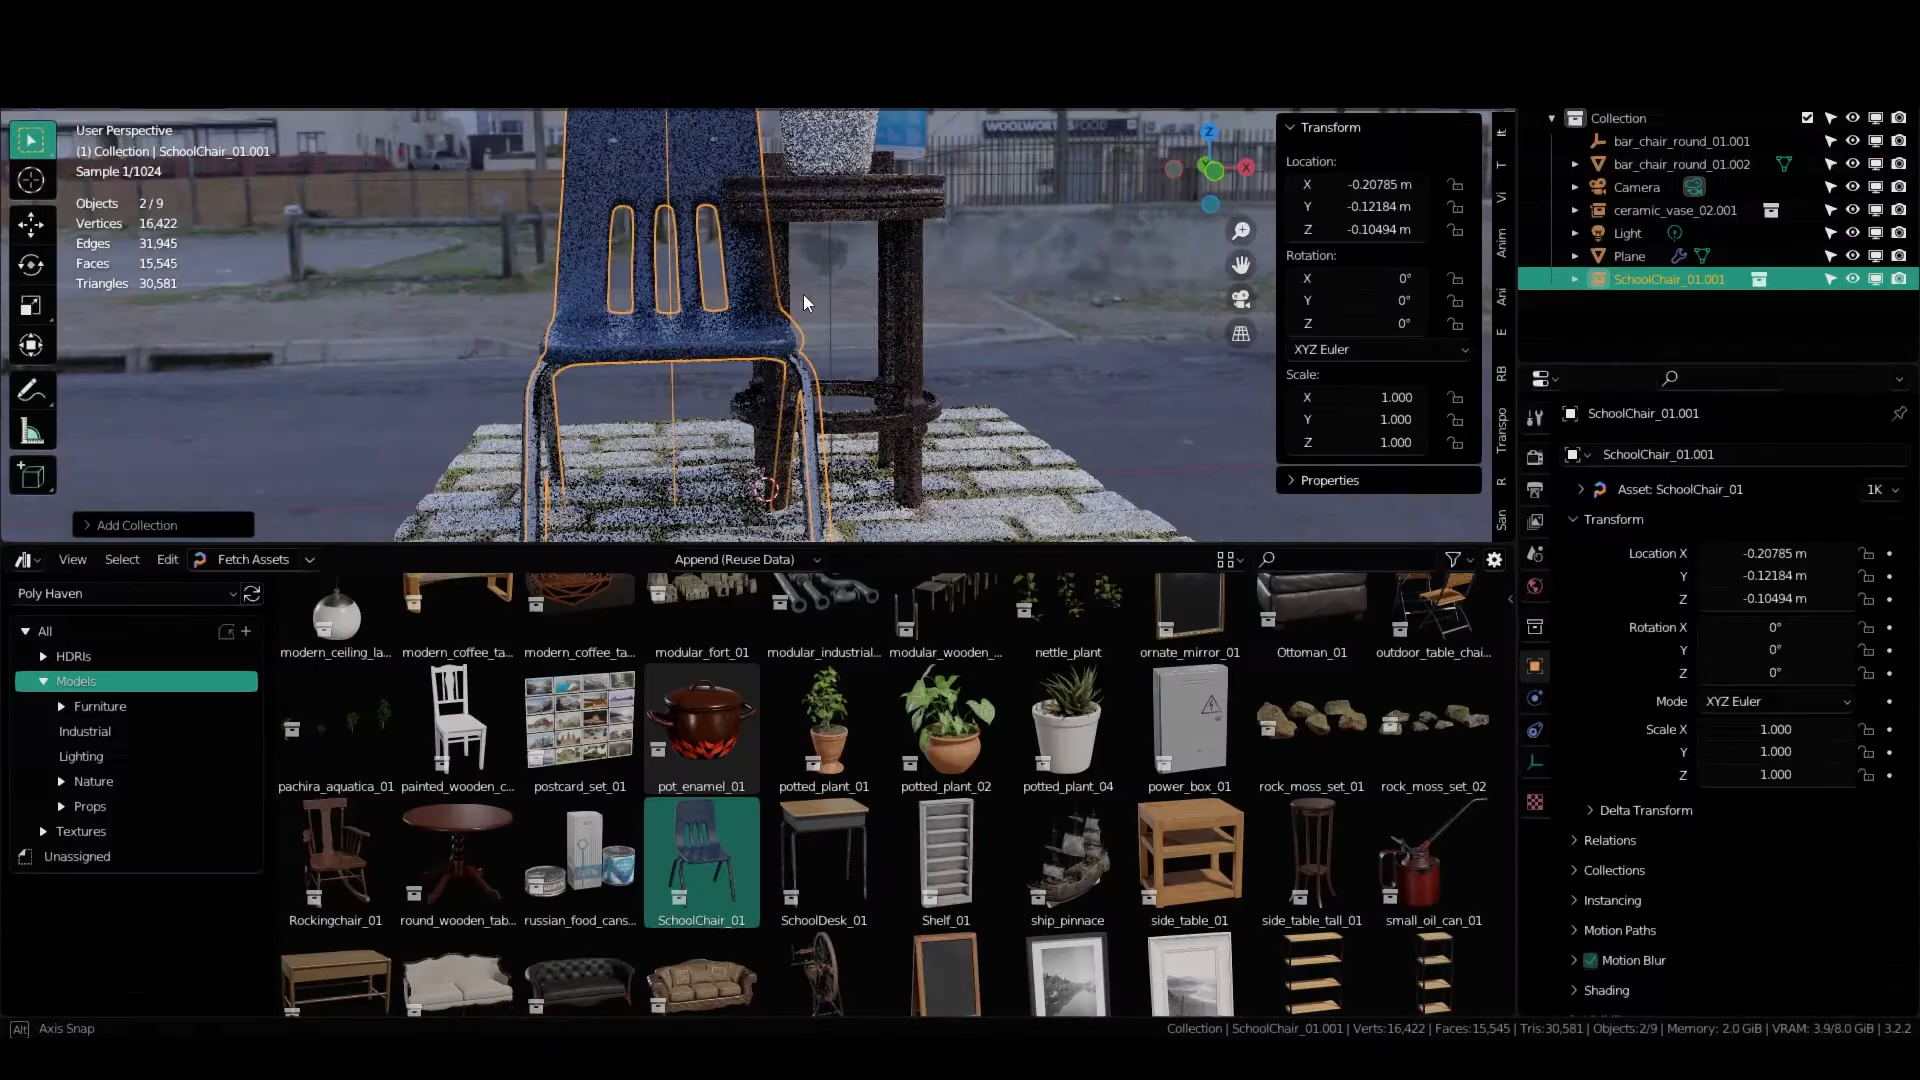 User Perspective
(1) Collection | SchoolChair_01.001
Sample 1/1024
Objects 2 / 9
Vertices 16,422
Edges 31,945
Faces 15,545
Triangles 30,581
Add Collection
WOOLWORTHS FOOD
Z
X
Transform
Location:
X -0.20785 m
Y -0.12184 m
Z -0.10494 m
Rotation:
X 0°
Y 0°
Z 0°
XYZ Euler
Scale:
X 1.000
Y 1.000
Z 1.000
Properties
It
T
Vi
Anim
Ani
E
RB
Transpo
R
San
Collection
bar_chair_round_01.001
bar_chair_round_01.002
Camera
ceramic_vase_02.001
Light
Plane
SchoolChair_01.001
SchoolChair_01.001
SchoolChair_01.001
Asset: SchoolChair_01 1K
Transform
Location X -0.20785 m
Y -0.12184 m
Z -0.10494 m
Rotation X 0°
Y 0°
Z 0°
Mode XYZ Euler
Scale X 1.000
Y 1.000
Z 1.000
Delta Transform
Relations
Collections
Instancing
Motion Paths
Motion Blur
Shading
View Select Edit Fetch Assets Append (Reuse Data)
Poly Haven
All
HDRIs
Models
Furniture
Industrial
Lighting
Nature
Props
Textures
Unassigned
modern_ceiling_la... modern_coffee_ta... modern_coffee_ta... modular_fort_01 modular_industrial... modular_wooden_... nettle_plant ornate_mirror_01 Ottoman_01 outdoor_table_chai...
pachira_aquatica_01 painted_wooden_c... postcard_set_01 pot_enamel_01 potted_plant_01 potted_plant_02 potted_plant_04 power_box_01 rock_moss_set_01 rock_moss_set_02
Rockingchair_01 round_wooden_tab... russian_food_cans... SchoolChair_01 SchoolDesk_01 Shelf_01 ship_pinnace side_table_01 side_table_tall_01 small_oil_can_01
Alt Axis Snap
Collection | SchoolChair_01.001 | Verts:16,422 | Faces:15,545 | Tris:30,581 | Objects:2/9 | Memory: 2.0 GiB | VRAM: 3.9/8.0 GiB | 3.2.2